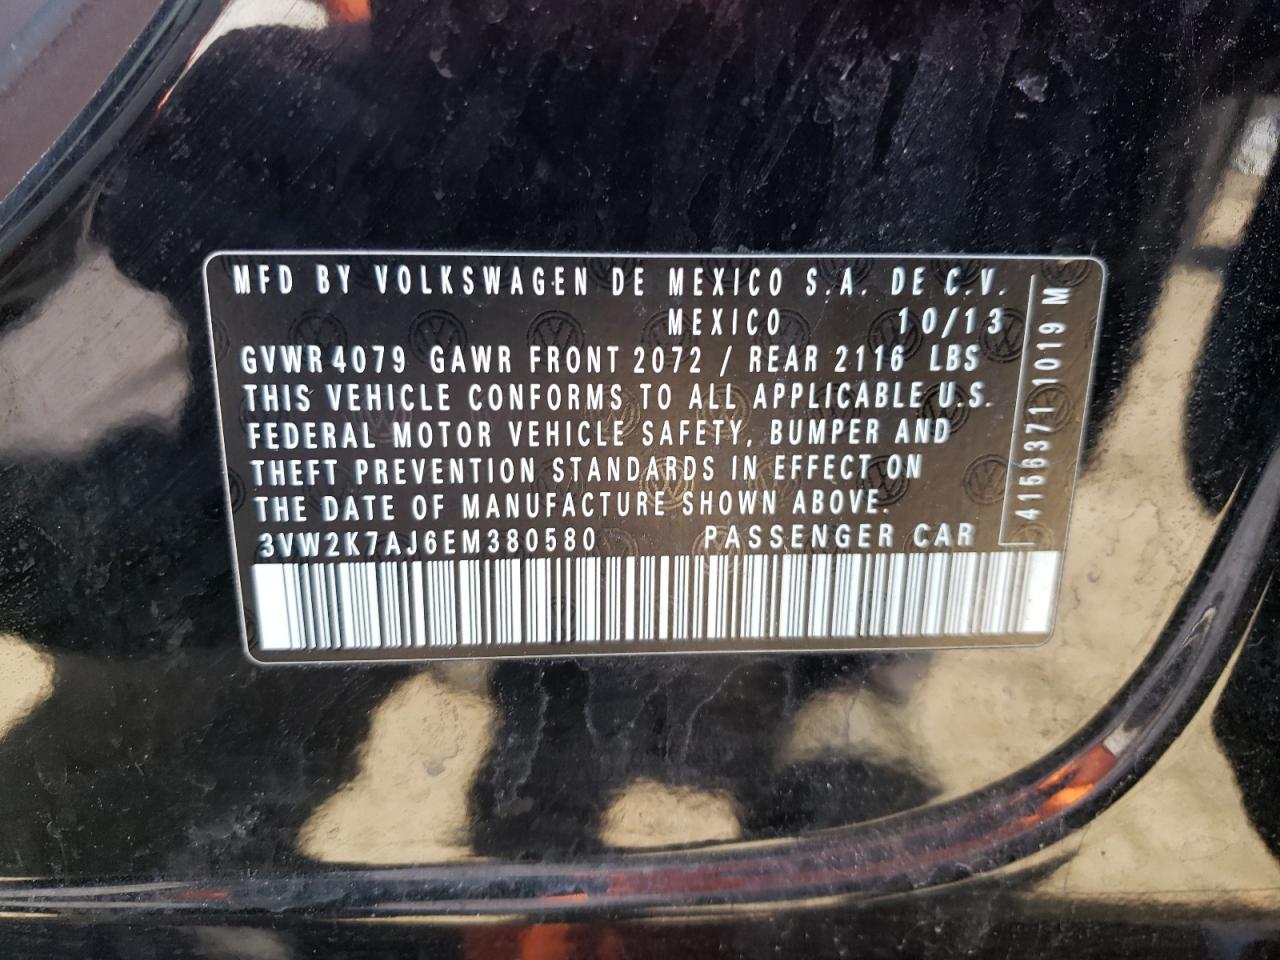 MFD BY VOLKSWAGEN DE MEXICO S.A. DE C.V.
MEXICO 10/13
GVWR 4079 GAWR FRONT 2072 / REAR 2116 LBS
THIS VEHICLE CONFORMS TO ALL APPLICABLE U.S.
FEDERAL MOTOR VEHICLE SAFETY, BUMPER AND
THEFT PREVENTION STANDARDS IN EFFECT ON
THE DATE OF MANUFACTURE SHOWN ABOVE.
3VW2K7AJ6EM380580 PASSENGER CAR
4166371 1019 M